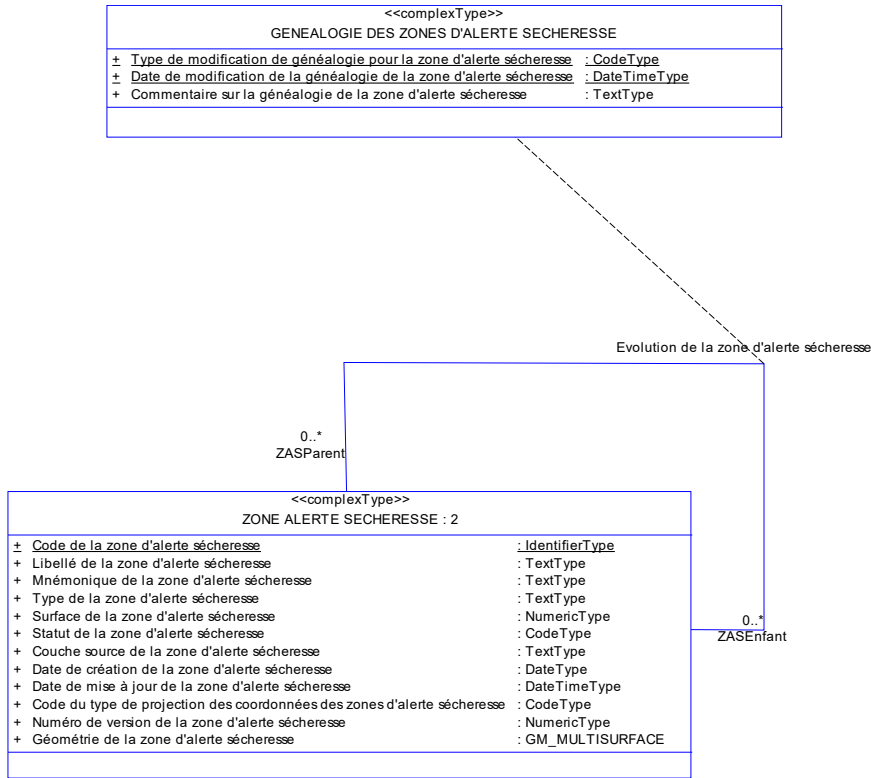 <<complexType>>
GENEALOGIE DES ZONES D'ALERTE SECHERESSE
+ Type de modification de généalogie pour la zone d'alerte sécheresse : CodeType
+ Date de modification de la généalogie de la zone d'alerte sécheresse : DateTimeType
+ Commentaire sur la généalogie de la zone d'alerte sécheresse : TextType
Evolution de la zone d'alerte sécheresse
0..*
ZASParent
<<complexType>>
ZONE ALERTE SECHERESSE : 2
+ Code de la zone d'alerte sécheresse : IdentifierType
+ Libellé de la zone d'alerte sécheresse : TextType
+ Mnémonique de la zone d'alerte sécheresse : TextType
+ Type de la zone d'alerte sécheresse : TextType
+ Surface de la zone d'alerte sécheresse : NumericType
+ Statut de la zone d'alerte sécheresse : CodeType
+ Couche source de la zone d'alerte sécheresse : TextType
+ Date de création de la zone d'alerte sécheresse : DateType
+ Date de mise à jour de la zone d'alerte sécheresse : DateTimeType
+ Code du type de projection des coordonnées des zones d'alerte sécheresse : CodeType
+ Numéro de version de la zone d'alerte sécheresse : NumericType
+ Géométrie de la zone d'alerte sécheresse : GM_MULTISURFACE
0..*
ZASEnfant